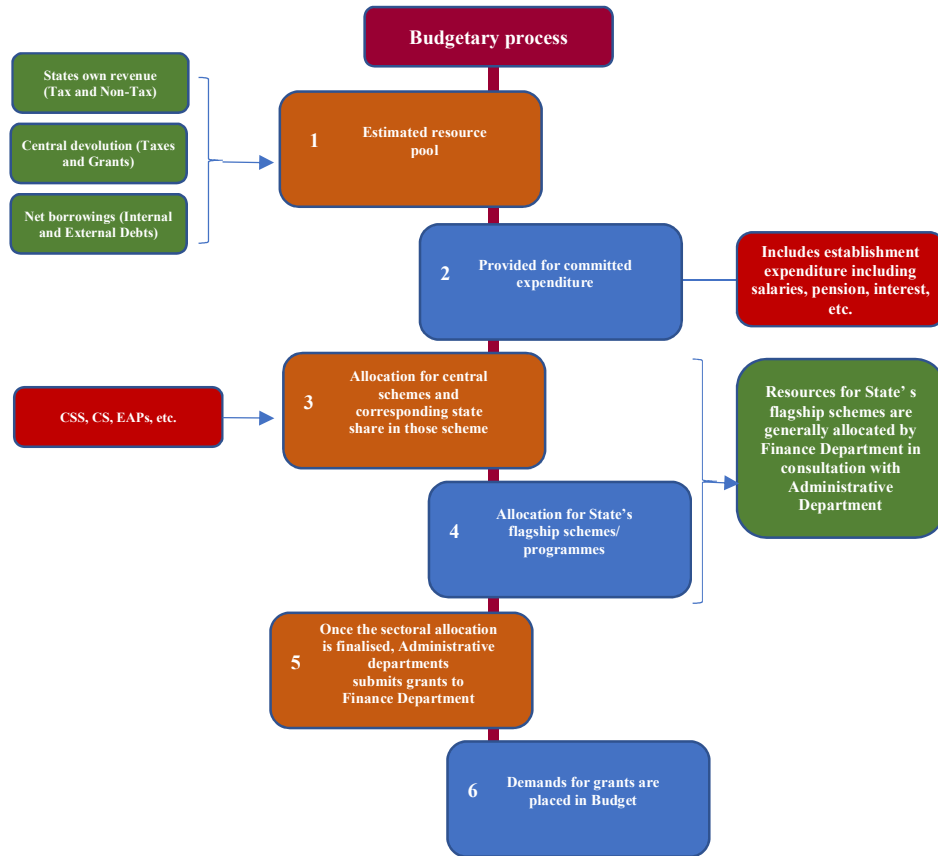 Budgetary process
States own revenue
(Tax and Non-Tax)
Central devolution (Taxes
and Grants)
Net borrowings (Internal
and External Debts)
1
Estimated resource
pool
2
Provided for committed
expenditure
Includes establishment
expenditure including
salaries, pension, interest,
etc.
CSS, CS, EAPs, etc.
3
Allocation for central
schemes and
corresponding state
share in those scheme
Resources for State’ s
flagship schemes are
generally allocated by
Finance Department in
consultation with
Administrative
Department
4
Allocation for State’s
flagship schemes/
programmes
5
Once the sectoral allocation
is finalised, Administrative
departments
submits grants to
Finance Department
6
Demands for grants are
placed in Budget